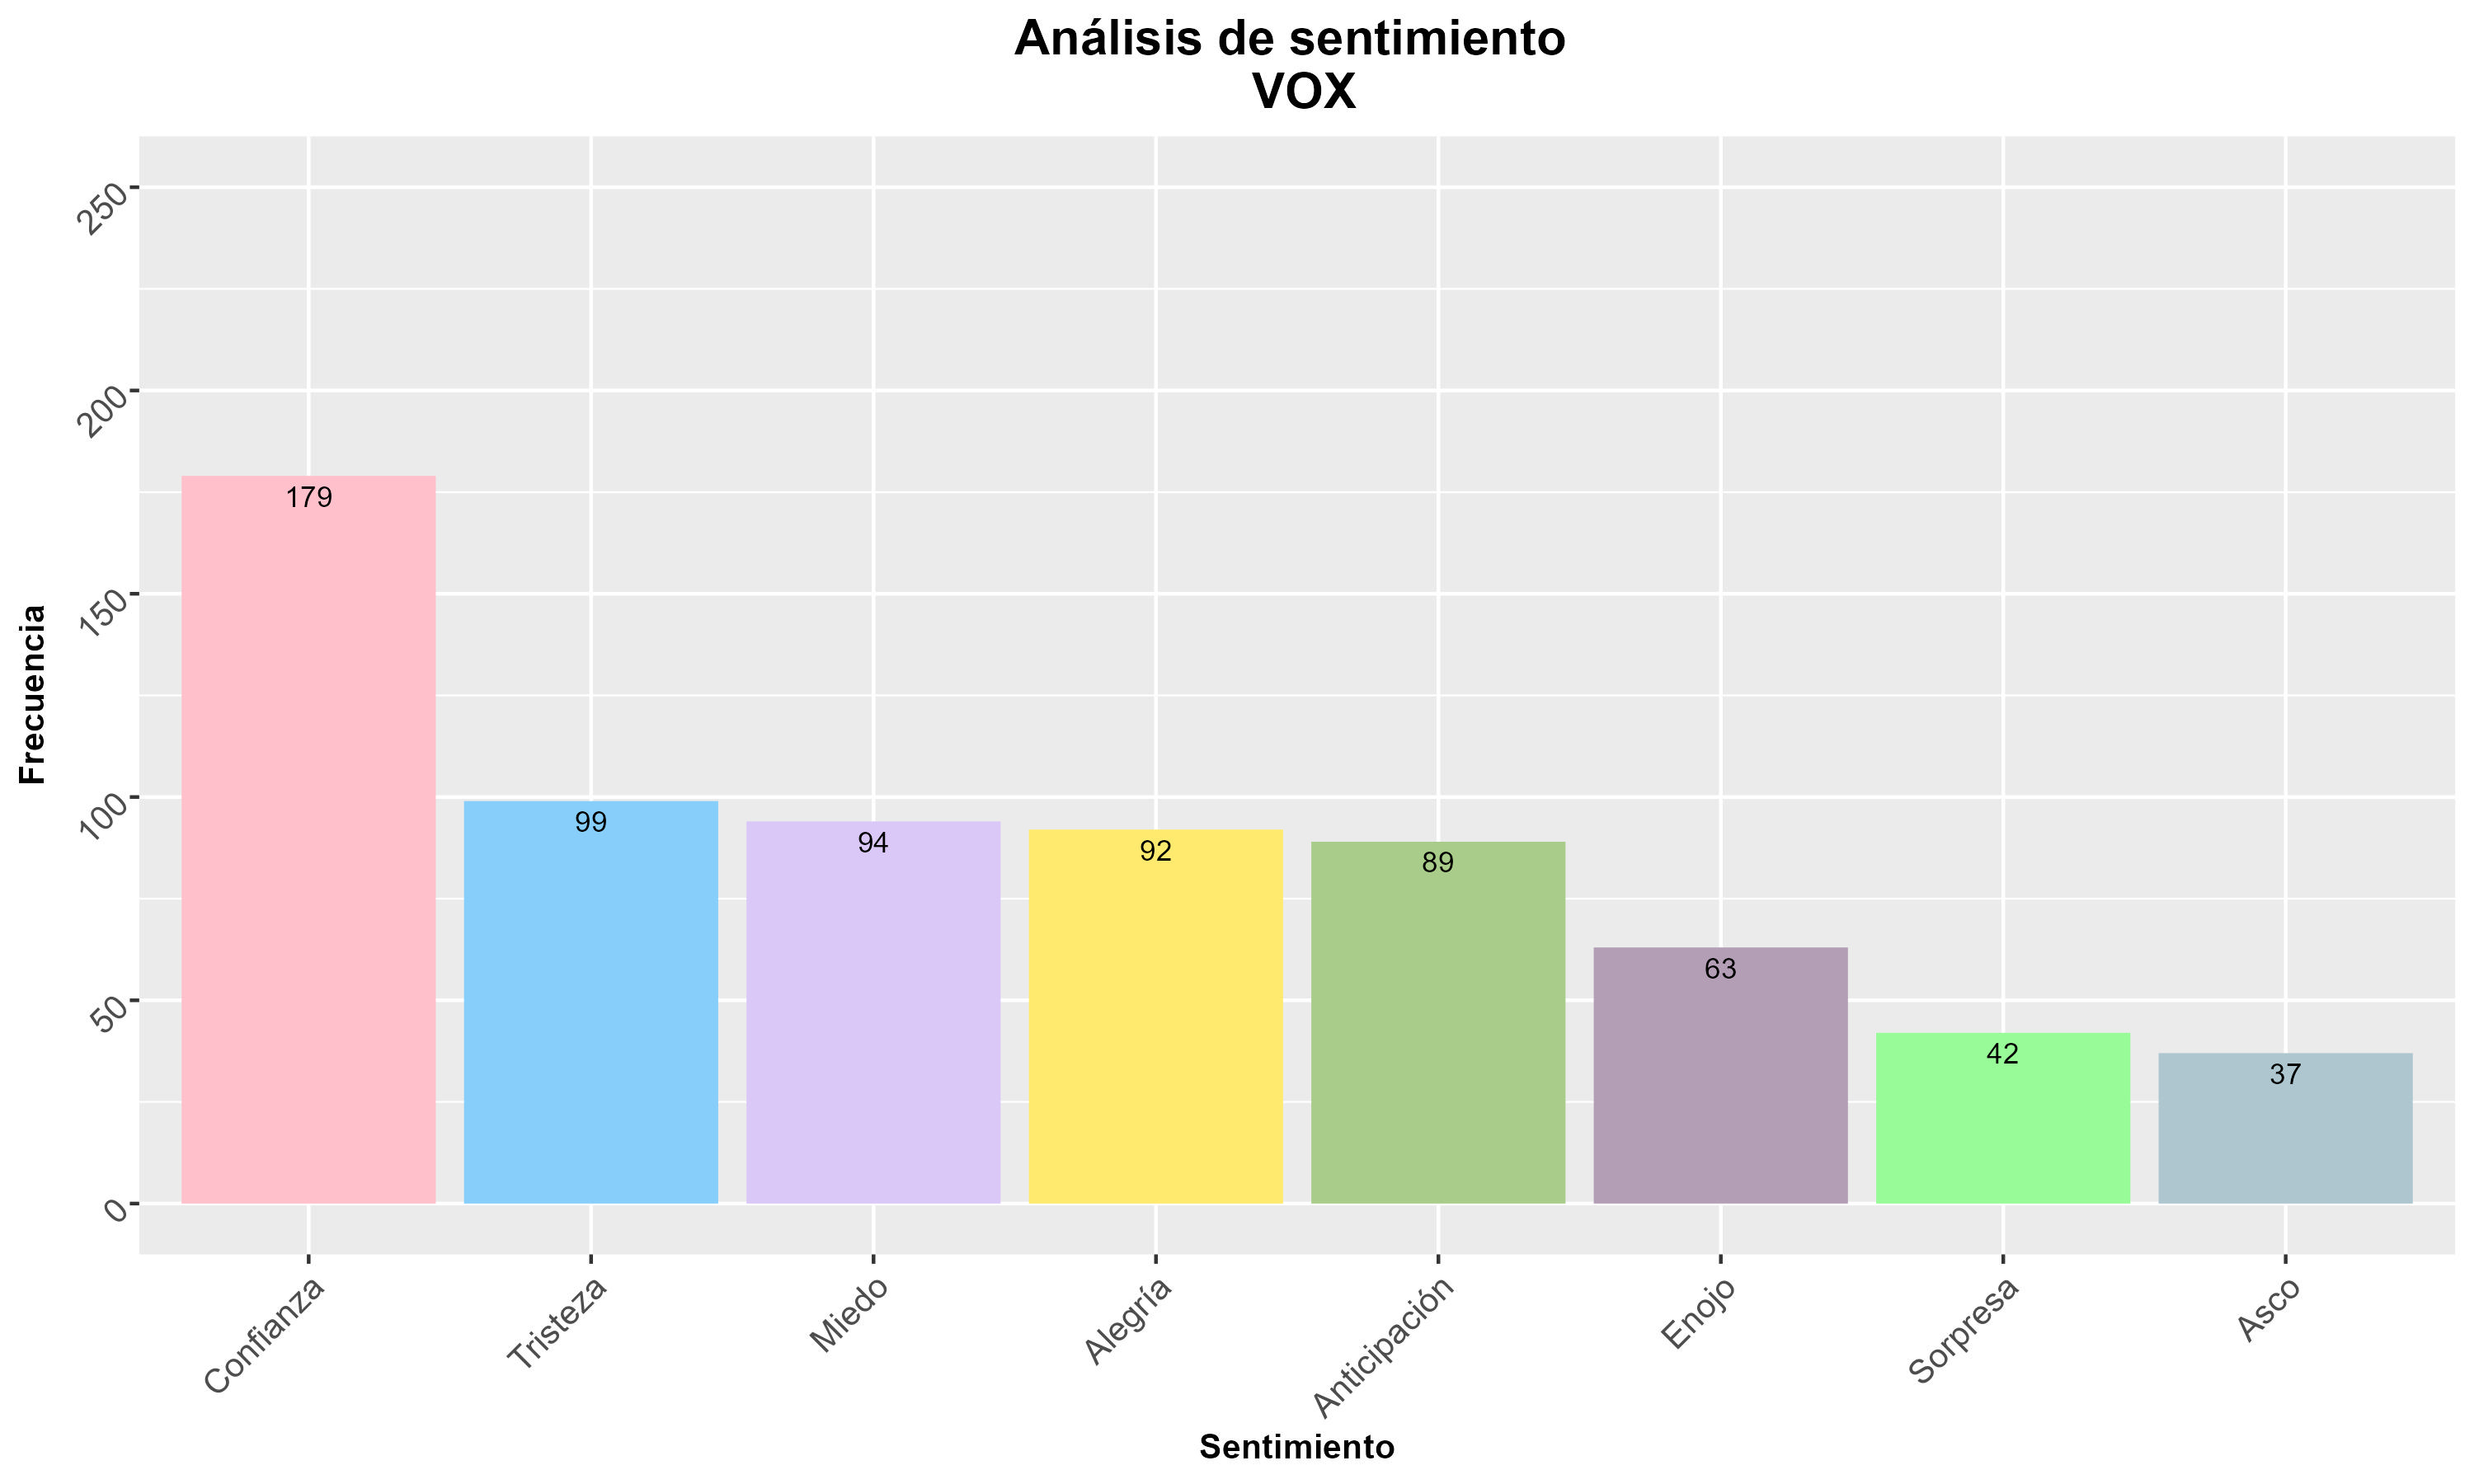 Análisis de sentimiento
VOX
Frecuencia
250
200
150
100
50
0
179
99
94
92
89
63
42
37
Confianza
Tristeza
Miedo
Alegría
Anticipación
Enojo
Sorpresa
Asco
Sentimiento